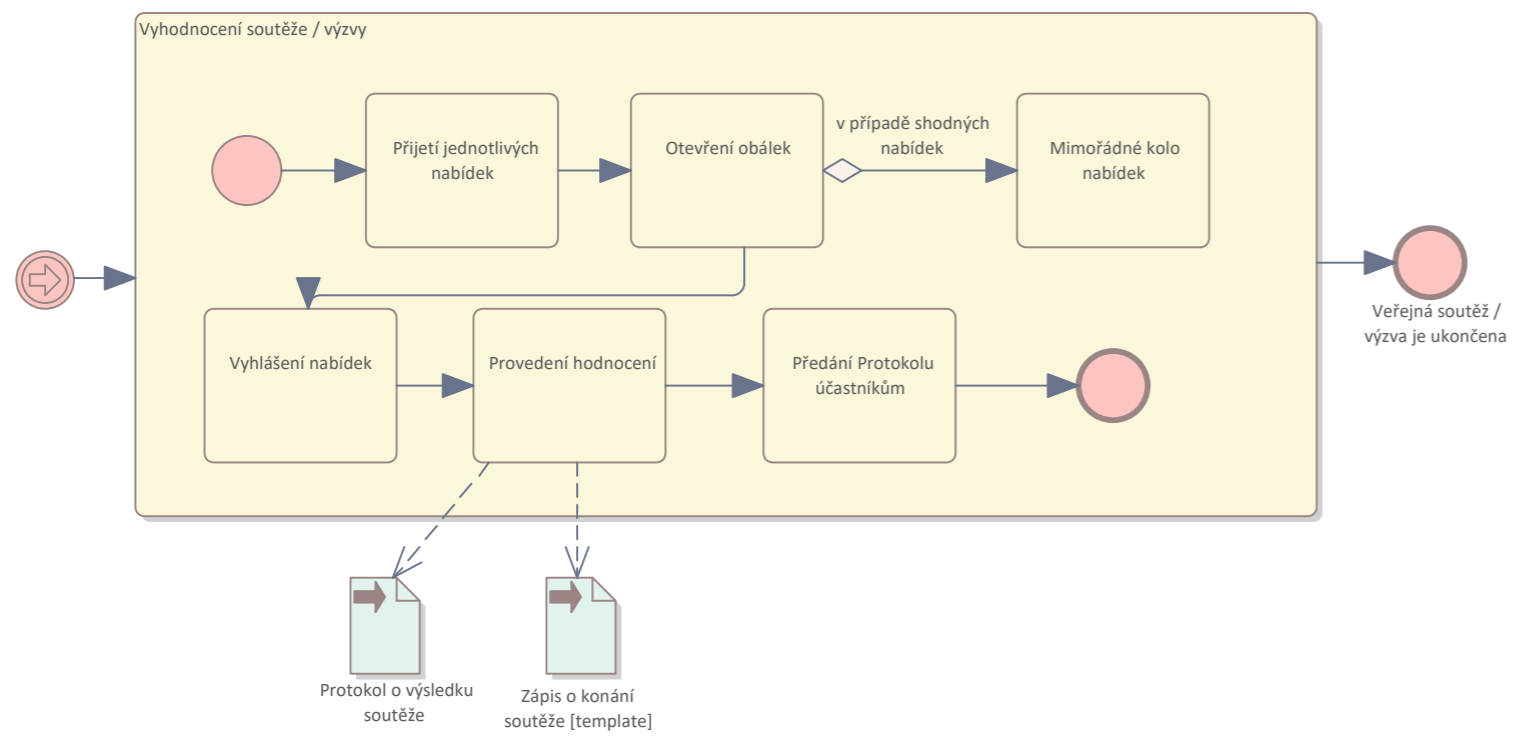 Vyhodnocení soutěže / výzvy
Přijetí jednotlivých
nabídek
Otevření obálek
v případě shodných
nabídek
Mimořádné kolo
nabídek
Veřejná soutěž /
výzva je ukončena
Vyhlášení nabídek
Provedení hodnocení
Předání Protokolu
účastníkům
Protokol o výsledku
soutěže
Zápis o konání
soutěže [template]